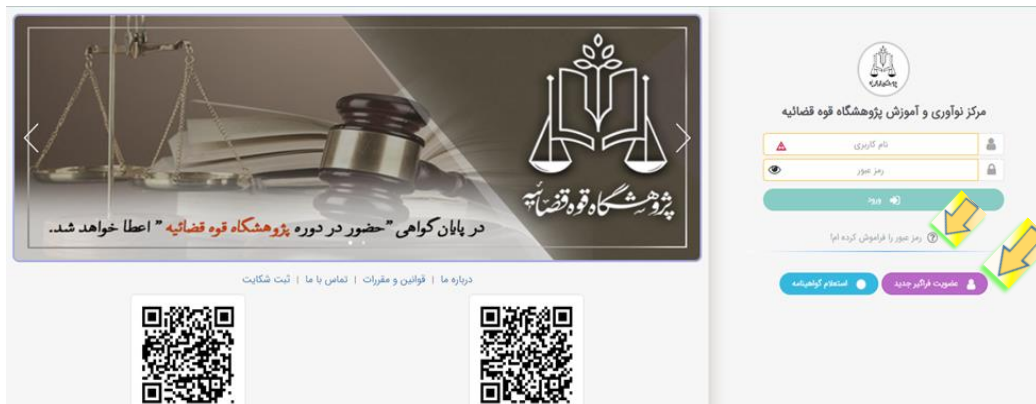 پژوهشگاه قوه قضائیه
در پایان گواهی "حضور در دوره پژوهشگاه قوه قضائیه" اعطا خواهد شد.
درباره ما | قوانین و مقررات | تماس با ما | ثبت شکایت
مرکز نوآوری و آموزش پژوهشگاه قوه قضائیه
نام کاربری
رمز عبور
ورود
رمز عبور را فراموش کرده ام!
عضویت فراگیر جدید
استعلام گواهینامه